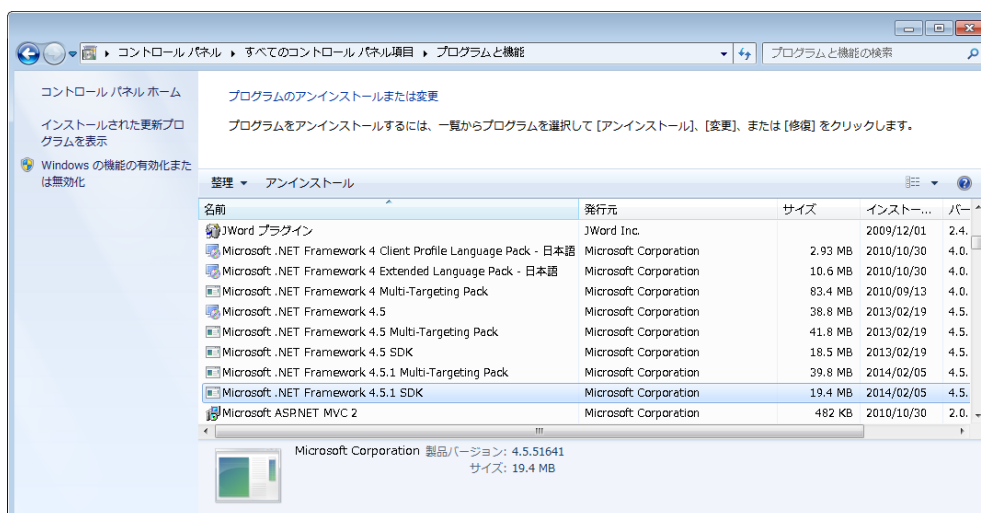 コントロール パネル すべてのコントロール パネル項目 プログラムと機能 プログラムと機能の検索
コントロール パネル ホーム
インストールされた更新プロ
グラムを表示
Windows の機能の有効化また
は無効化
プログラムのアンインストールまたは変更
プログラムをアンインストールするには、一覧からプログラムを選択して [アンインストール]、[変更]、または [修復] をクリックします。
整理 アンインストール
名前 発行元 サイズ インストー... バー
JWord プラグイン JWord Inc. 2009/12/01 2.4.
Microsoft .NET Framework 4 Client Profile Language Pack - 日本語 Microsoft Corporation 2.93 MB 2010/10/30 4.0.
Microsoft .NET Framework 4 Extended Language Pack - 日本語 Microsoft Corporation 10.6 MB 2010/10/30 4.0.
Microsoft .NET Framework 4 Multi-Targeting Pack Microsoft Corporation 83.4 MB 2010/09/13 4.0.
Microsoft .NET Framework 4.5 Microsoft Corporation 38.8 MB 2013/02/19 4.5.
Microsoft .NET Framework 4.5 Multi-Targeting Pack Microsoft Corporation 41.8 MB 2013/02/19 4.5.
Microsoft .NET Framework 4.5 SDK Microsoft Corporation 18.5 MB 2013/02/19 4.5.
Microsoft .NET Framework 4.5.1 Multi-Targeting Pack Microsoft Corporation 39.8 MB 2014/02/05 4.5.
Microsoft .NET Framework 4.5.1 SDK Microsoft Corporation 19.4 MB 2014/02/05 4.5.
Microsoft ASP.NET MVC 2 Microsoft Corporation 482 KB 2010/10/30 2.0.
Microsoft Corporation 製品バージョン: 4.5.51641
サイズ: 19.4 MB